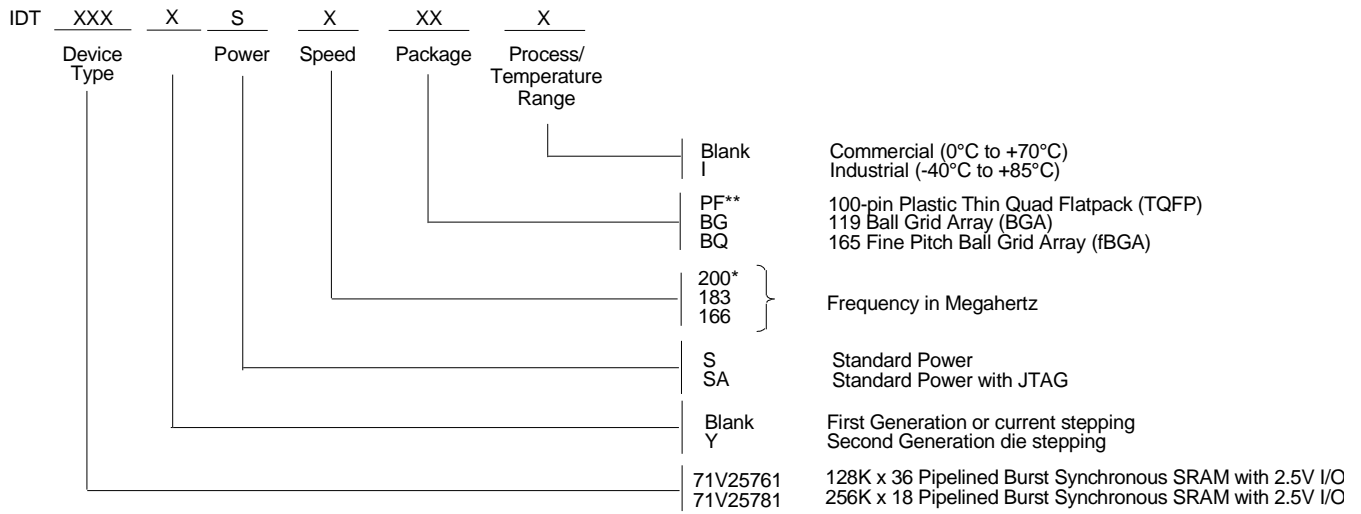 IDT XXX X S X XX X
Device Type
Power
Speed
Package
Process/
Temperature
Range
Blank Commercial (0°C to +70°C)
I Industrial (-40°C to +85°C)
PF** 100-pin Plastic Thin Quad Flatpack (TQFP)
BG 119 Ball Grid Array (BGA)
BQ 165 Fine Pitch Ball Grid Array (fBGA)
200*
183 Frequency in Megahertz
166
S Standard Power
SA Standard Power with JTAG
Blank First Generation or current stepping
Y Second Generation die stepping
71V25761 128K x 36 Pipelined Burst Synchronous SRAM with 2.5V I/O
71V25781 256K x 18 Pipelined Burst Synchronous SRAM with 2.5V I/O